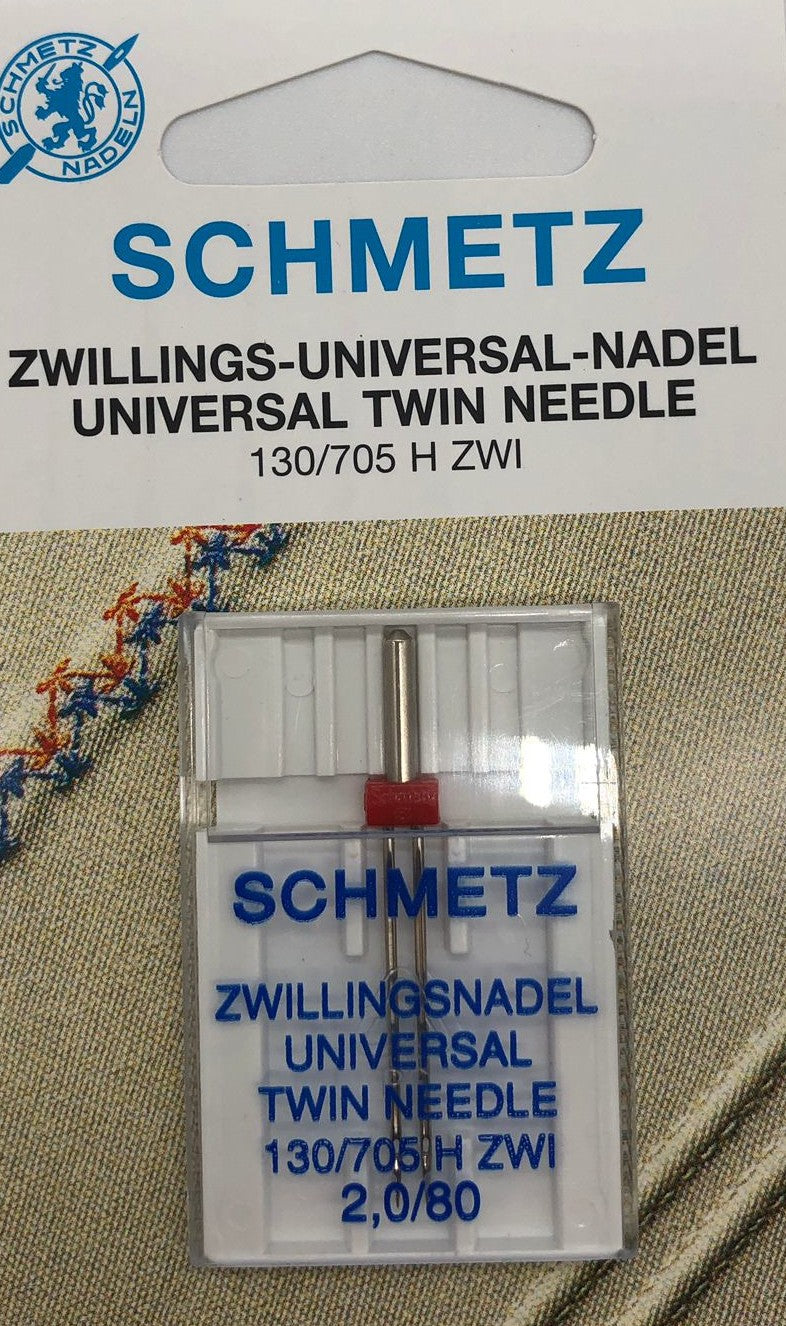 SCHMETZ
NADELN
SCHMETZ
ZWILLINGS-UNIVERSAL-NADEL
UNIVERSAL TWIN NEEDLE
130/705 H ZWI
SCHMETZ
ZWILLINGSNADEL
UNIVERSAL
TWIN NEEDLE
130/705 H ZWI
2,0/80